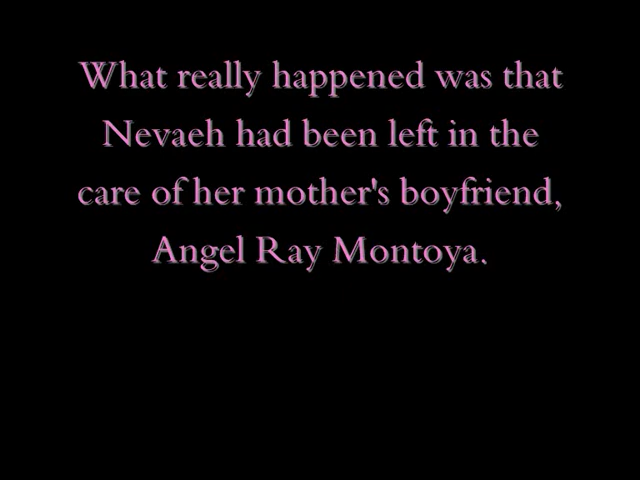 What really happened was that
Nevaeh had been left in the
care of her mother's boyfriend,
Angel Ray Montoya.